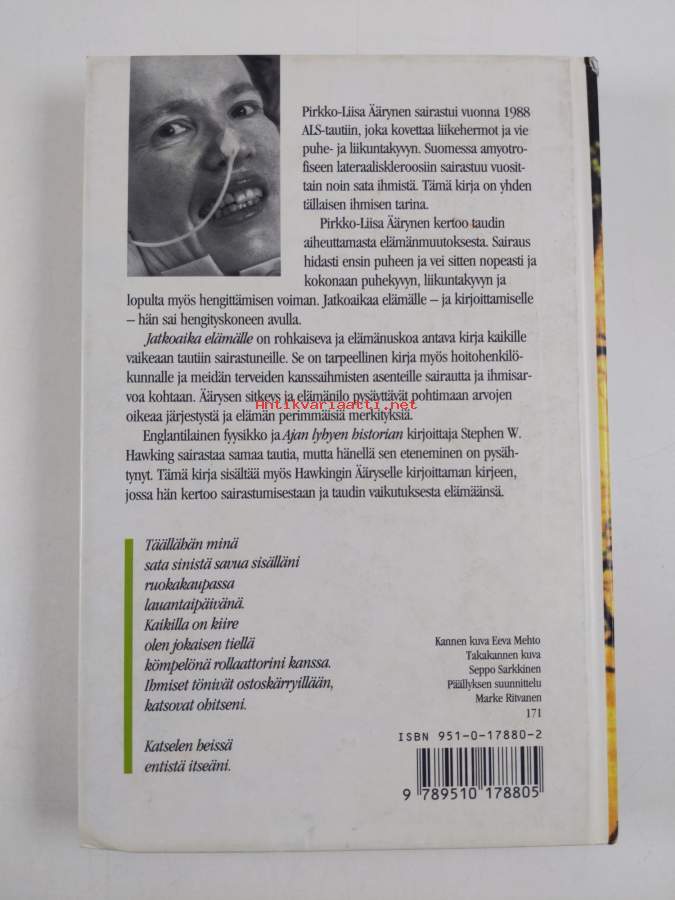 Pirkko-Liisa Äärynen sairastui vuonna 1988
ALS-tautiin, joka kovettaa liikehermot ja vie
puhe- ja liikuntakyvyn. Suomessa amyotro-
fiseen lateraaliskleroosiin sairastuu vuosit-
tain noin sata ihmistä. Tämä kirja on yhden
tällaisen ihmisen tarina.
Pirkko-Liisa Äärynen kertoo taudin
aiheuttamasta elämänmuutoksesta. Sairaus
hidasti ensin puheen ja vei sitten nopeasti ja
kokonaan puhekyvyn, liikuntakyvyn ja
lopulta myös hengittämisen voiman. Jatkoaikaa elämälle – ja kirjoittamiselle
– hän sai hengityskoneen avulla.
Jatkoaika elämälle on rohkaiseva ja elämänuskoa antava kirja kaikille
vaikeaan tautiin sairastuneille. Se on tarpeellinen kirja myös hoitohenkilö-
kunnalle ja meidän terveiden kanssaihmisten asenteille sairautta ja ihmisar-
voa kohtaan. Äärysen sitkeys ja elämänilo pysäyttävät pohtimaan arvojen
Antikvariaatti.net
oikeaa järjestystä ja elämän perimmäisiä merkityksiä.
Englantilainen fyysikko ja Ajan lyhyen historian kirjoittaja Stephen W.
Hawking sairastaa samaa tautia, mutta hänellä sen eteneminen on pysäh-
tynyt. Tämä kirja sisältää myös Hawkingin Ääryselle kirjoittaman kirjeen,
jossa hän kertoo sairastumisestaan ja taudin vaikutuksesta elämäänsä.
Täällähän minä
sata sinistä savua sisälläni
ruokakaupassa
lauantaipäivänä.
Kaikilla on kiire
olen jokaisen tiellä
kömpelönä rollaattorini kanssa.
Ihmiset tönivät ostoskärryillään,
katsovat ohitseni.
Katselen heissä
entistä itseäni.
Kannen kuva Eeva Mehto
Takakannen kuva
Seppo Sarkkinen
Päällyksen suunnittelu
Marke Ritvanen
171
ISBN 951-0-17880-2
9 789510 178805